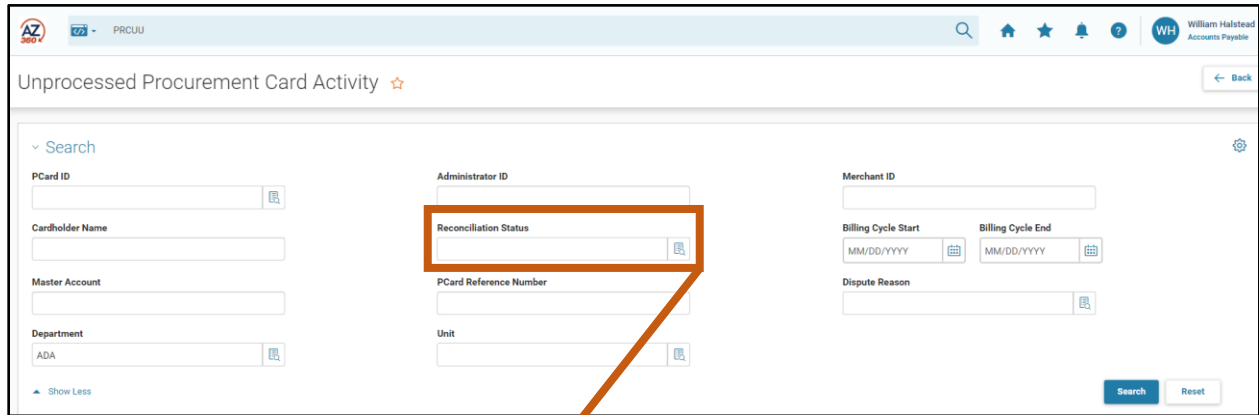 AZ
360
PRCUU
WH
William Halstead
Accounts Payable
Unprocessed Procurement Card Activity
Back
Search
PCard ID
Administrator ID
Merchant ID
Cardholder Name
Reconciliation Status
Billing Cycle Start
Billing Cycle End
MM/DD/YYYY
MM/DD/YYYY
Master Account
PCard Reference Number
Dispute Reason
Department
Unit
ADA
Show Less
Search
Reset